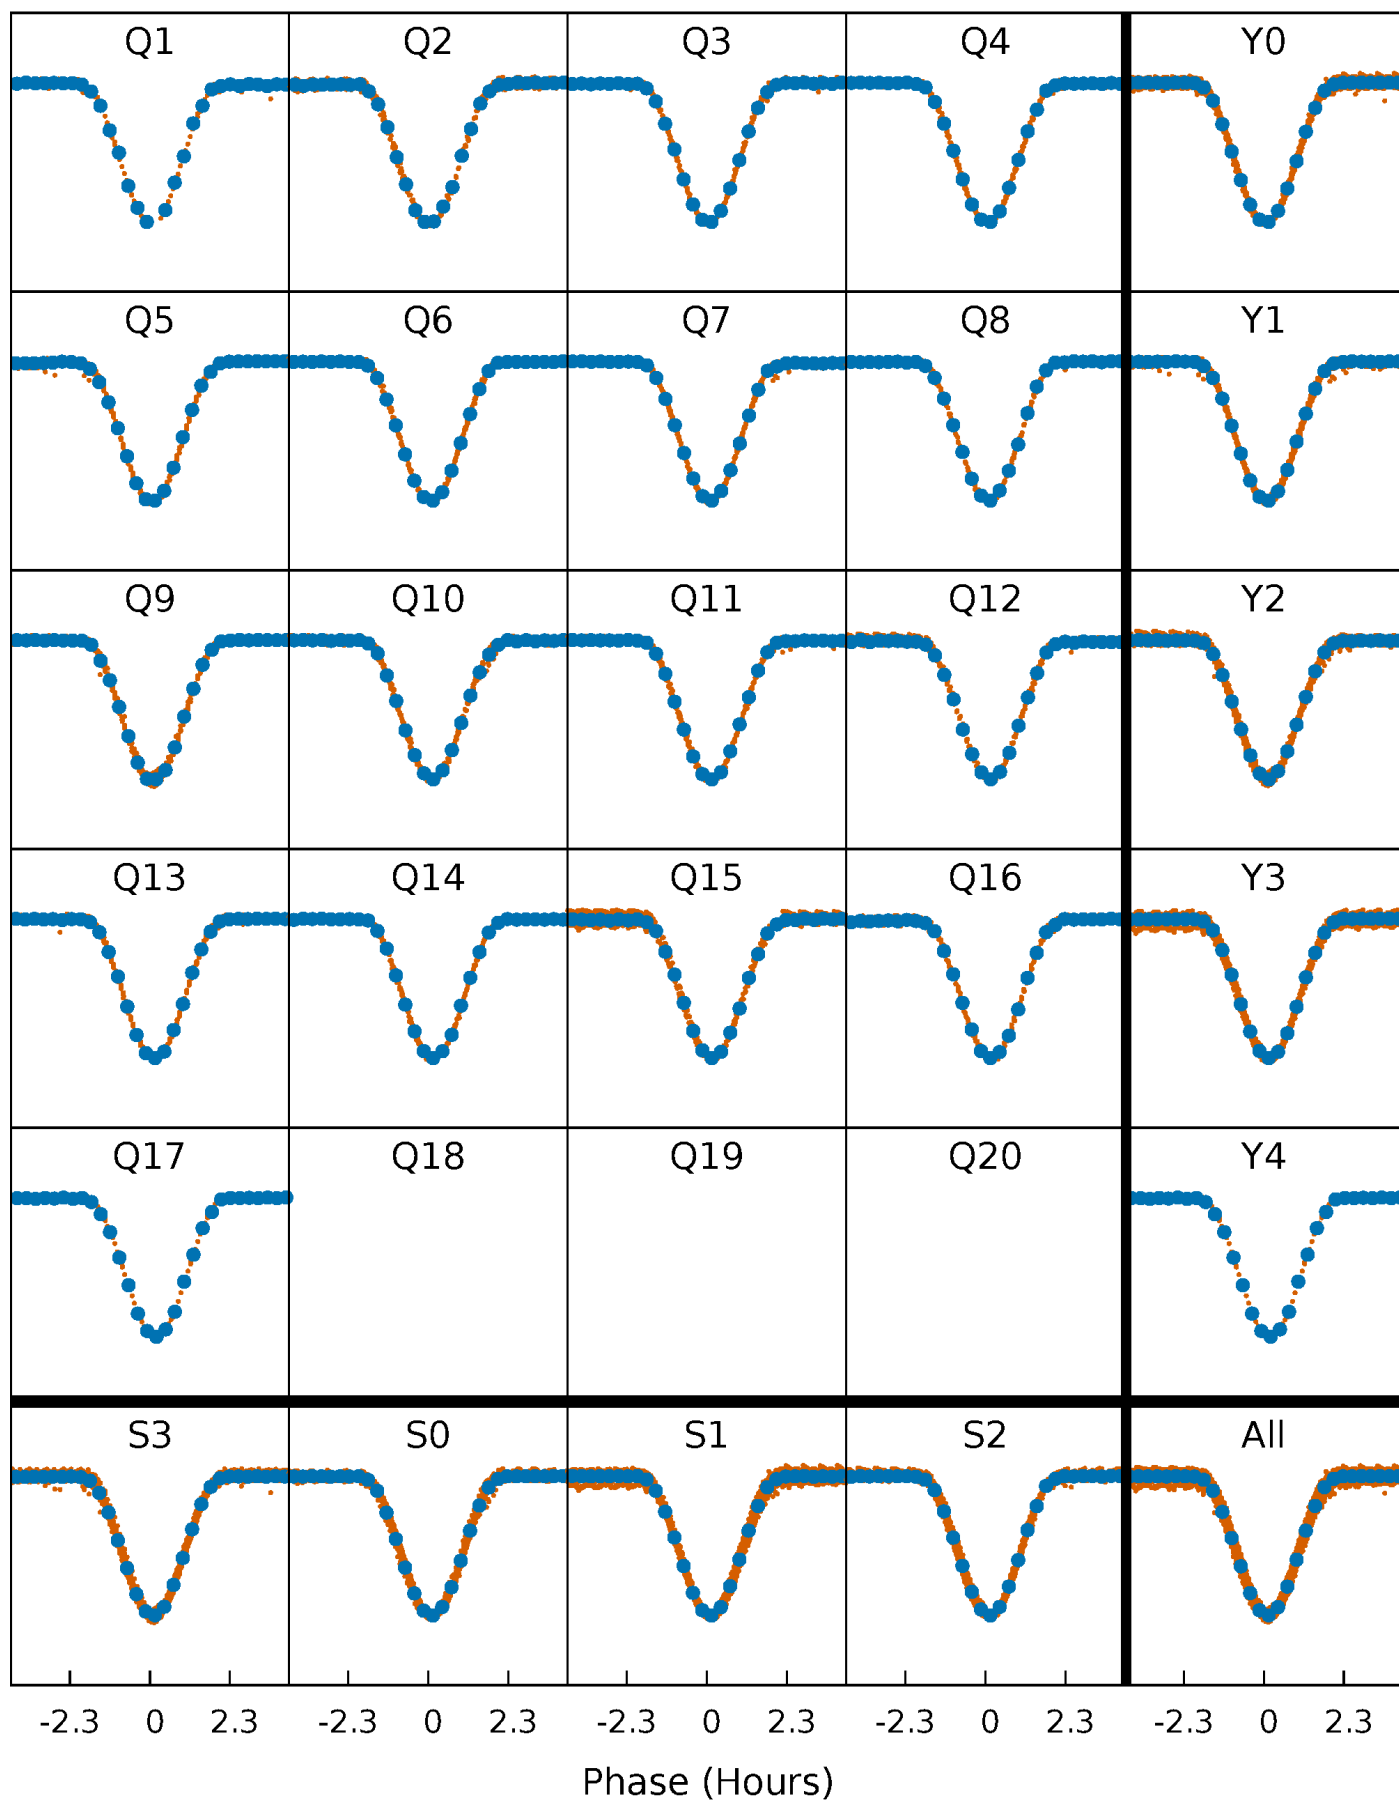 Q1 Q2 Q3 Q4 Y0
Q5 Q6 Q7 Q8 Y1
Q9 Q10 Q11 Q12 Y2
Q13 Q14 Q15 Q16 Y3
Q17 Q18 Q19 Q20 Y4
S3 S0 S1 S2 All
-2.3 0 2.3 -2.3 0 2.3 -2.3 0 2.3 -2.3 0 2.3 -2.3 0 2.3
Phase (Hours)